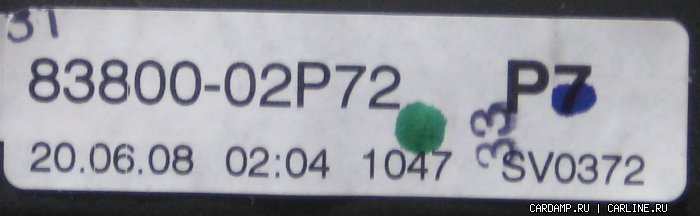 31
83800-02P72 P7
33
20.06.08 02:04 1047 SV0372
CARDAMP.RU | CARLINE.RU